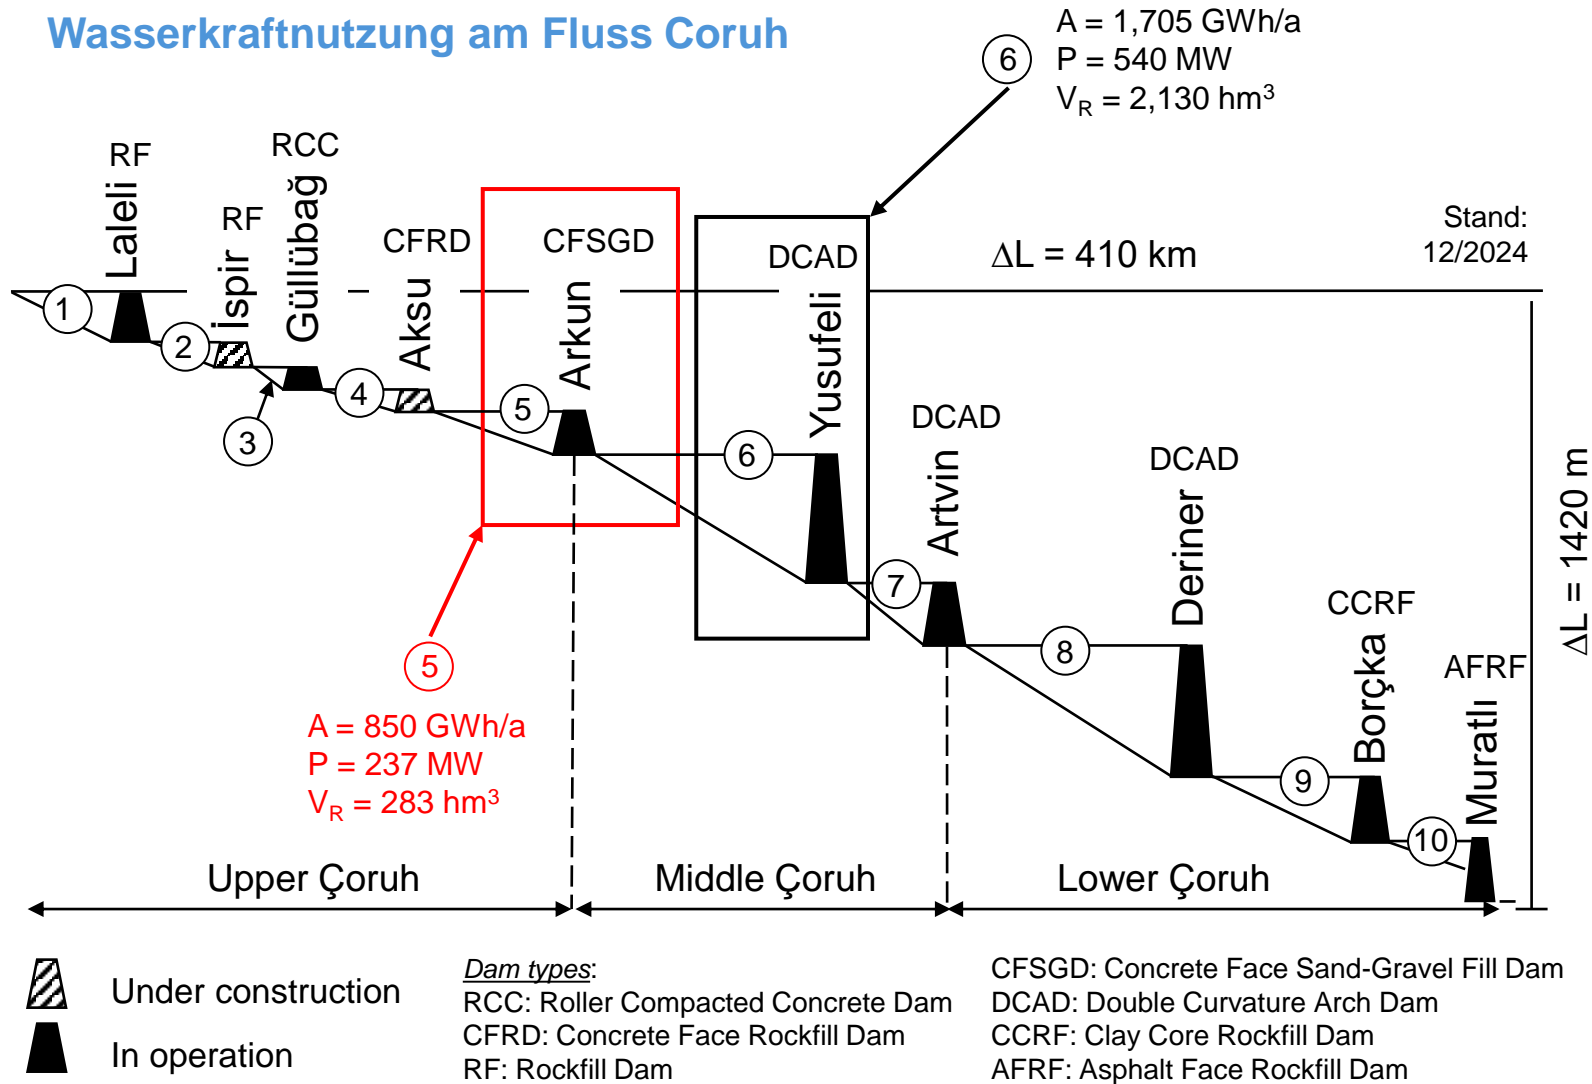 Wasserkraftnutzung am Fluss Coruh
6
A = 1,705 GWh/a
P = 540 MW
V_R = 2,130 hm³
RF
Laleli
RF
İspir
RCC
Güllübağ
CFRD
Aksu
CFSGD
Arkun
DCAD
Yusufeli
∆L = 410 km
Stand:
12/2024
1
2
3
4
5
6
DCAD
Artvin
7
DCAD
Deriner
8
CCRF
Borçka
9
AFRF
Muratlı
10
∆L = 1420 m
5
A = 850 GWh/a
P = 237 MW
V_R = 283 hm³
Upper Çoruh
Middle Çoruh
Lower Çoruh
Under construction
In operation
Dam types:
RCC: Roller Compacted Concrete Dam
CFRD: Concrete Face Rockfill Dam
RF: Rockfill Dam
CFSGD: Concrete Face Sand-Gravel Fill Dam
DCAD: Double Curvature Arch Dam
CCRF: Clay Core Rockfill Dam
AFRF: Asphalt Face Rockfill Dam